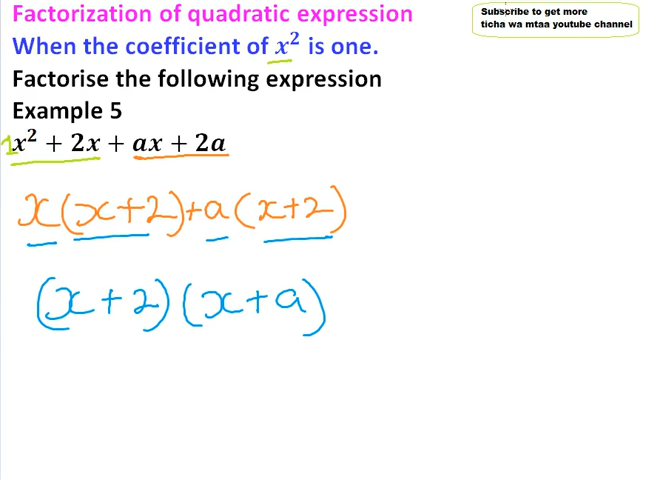 Factorization of quadratic expression
Subscribe to get more
ticha wa mtaa youtube channel
When the coefficient of x² is one.
Factorise the following expression
Example 5
1x² + 2x + ax + 2a
x(x+2)+a(x+2)
(x+2)(x+a)